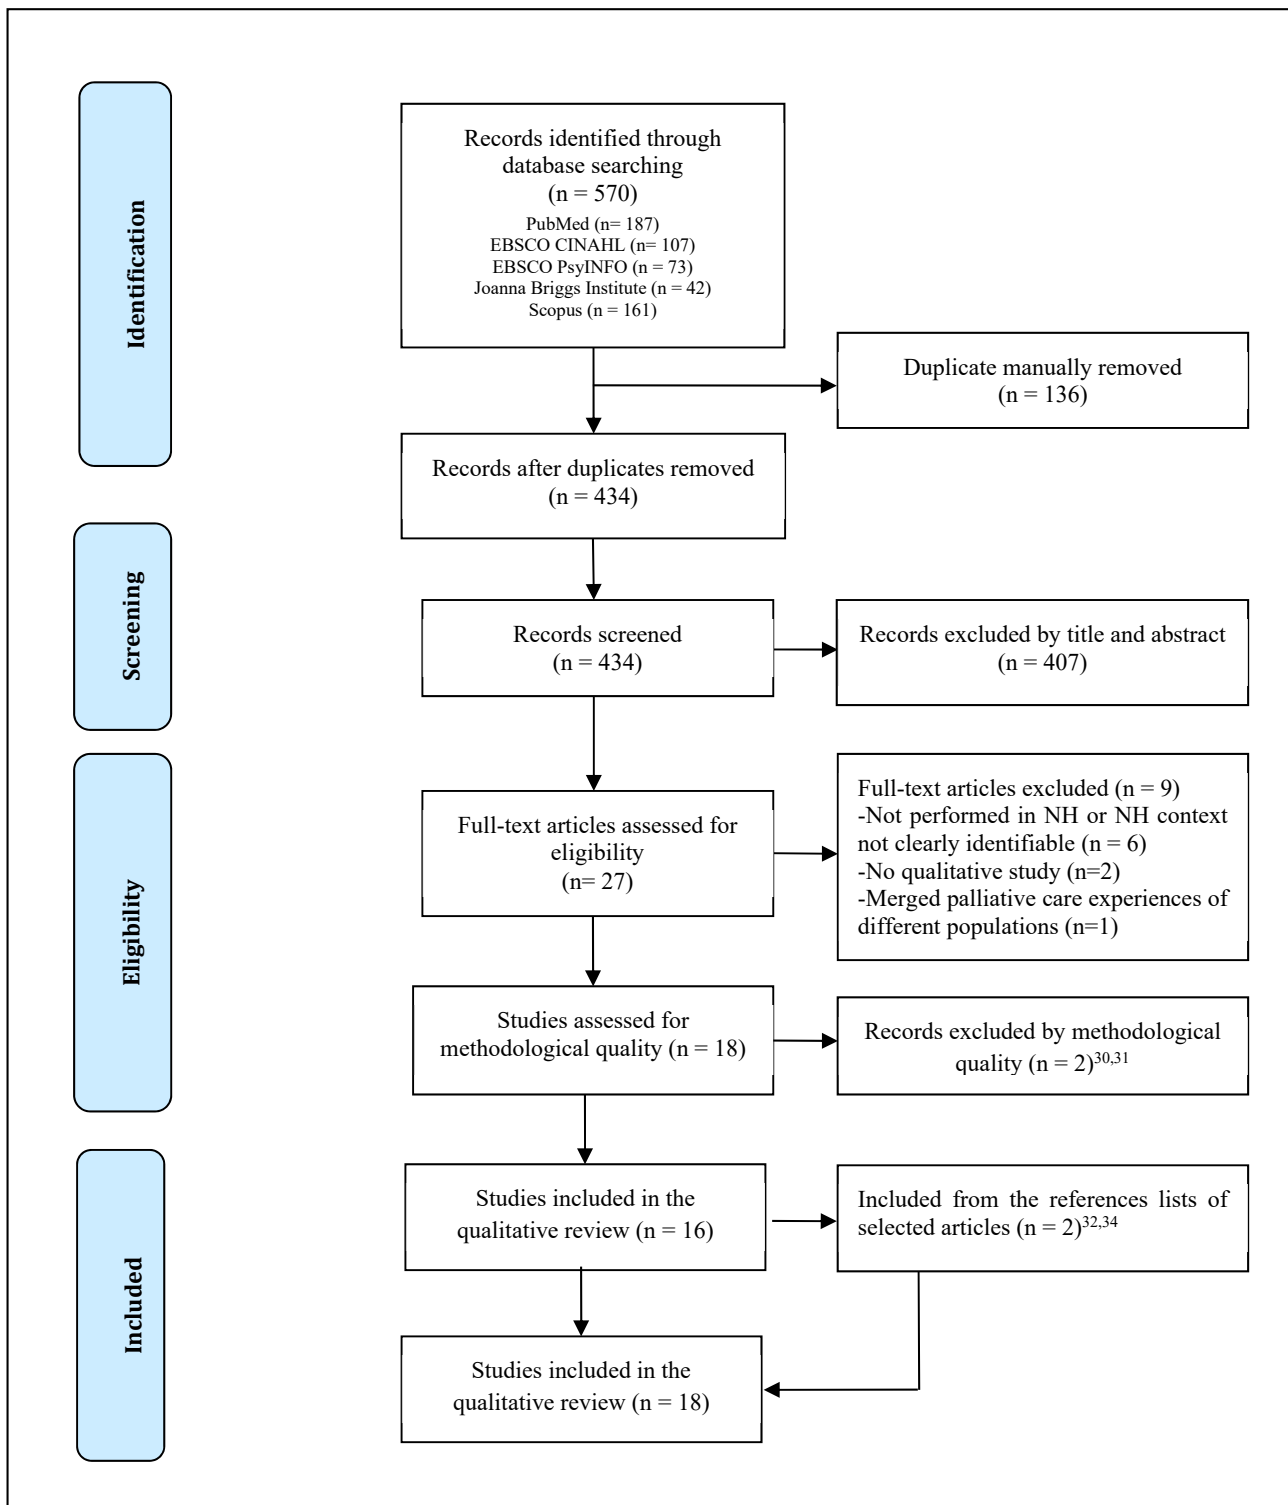 Identification
Records identified through
database searching
(n = 570)
PubMed (n= 187)
EBSCO CINAHL (n= 107)
EBSCO PsyINFO (n = 73)
Joanna Briggs Institute (n = 42)
Scopus (n = 161)
Duplicate manually removed
(n = 136)
Records after duplicates removed
(n = 434)
Screening
Records screened
(n = 434)
Records excluded by title and abstract
(n = 407)
Eligibility
Full-text articles assessed for
eligibility
(n= 27)
Full-text articles excluded (n = 9)
-Not performed in NH or NH context
not clearly identifiable (n = 6)
-No qualitative study (n=2)
-Merged palliative care experiences of
different populations (n=1)
Studies assessed for
methodological quality (n = 18)
Records excluded by methodological
quality (n = 2)30,31
Included
Studies included in the
qualitative review (n = 16)
Included from the references lists of
selected articles (n = 2)32,34
Studies included in the
qualitative review (n = 18)